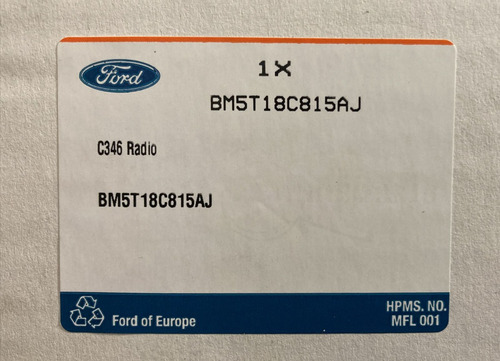 Ford
1X
BM5T18C815AJ
C346 Radio
BM5T18C815AJ
Ford of Europe
HPMS. NO.
MFL 001